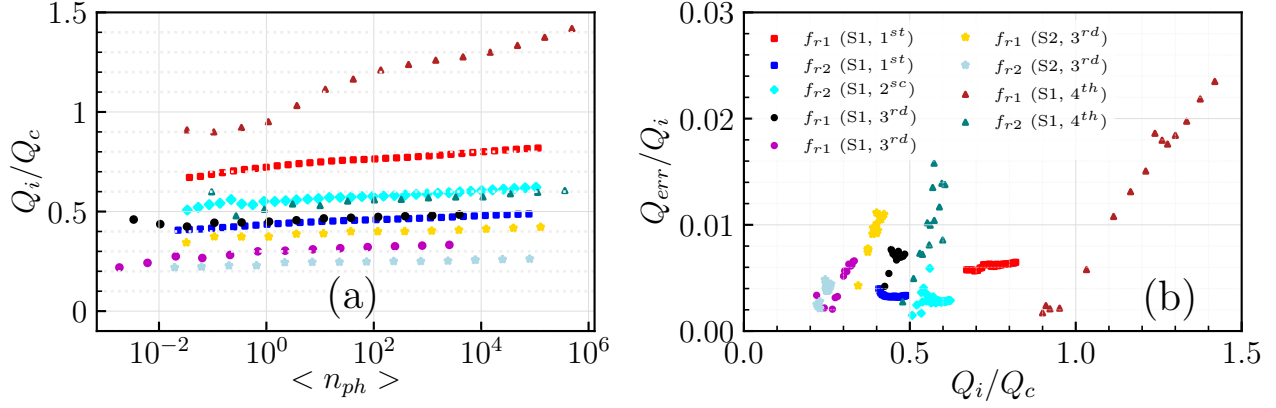 1.5
1
0.5
0
Q_i/Q_c
10^{-2}
10^0
10^2
10^4
10^6
< n_{ph} >
(a)
0.03
0.02
0.01
0.00
Q_{err}/Q_i
0.0
0.5
1.0
1.5
Q_i/Q_c
(b)
f_{r1} (S1, 1^{st})
f_{r2} (S1, 1^{st})
f_{r2} (S1, 2^{sc})
f_{r1} (S1, 3^{rd})
f_{r1} (S1, 3^{rd})
f_{r1} (S2, 3^{rd})
f_{r2} (S2, 3^{rd})
f_{r1} (S1, 4^{th})
f_{r2} (S1, 4^{th})